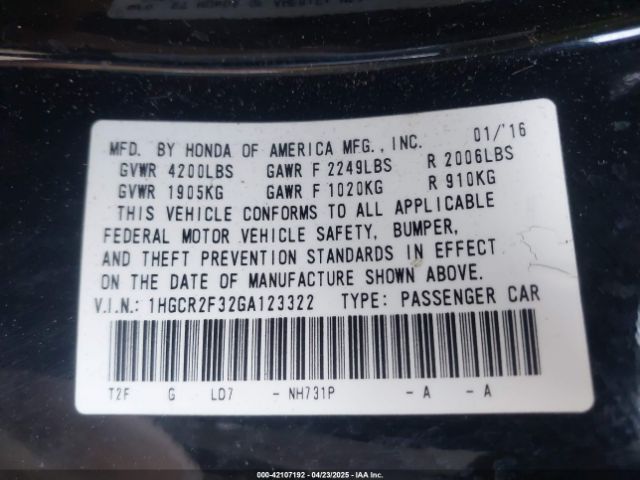 MFD. BY HONDA OF AMERICA MFG., INC. 01/'16
GVWR 4200LBS GAWR F 2249LBS R 2006LBS
GVWR 1905KG GAWR F 1020KG R 910KG
THIS VEHICLE CONFORMS TO ALL APPLICABLE
FEDERAL MOTOR VEHICLE SAFETY, BUMPER,
AND THEFT PREVENTION STANDARDS IN EFFECT
ON THE DATE OF MANUFACTURE SHOWN ABOVE.
V.I.N.: 1HGCR2F32GA123322 TYPE: PASSENGER CAR
T2F G LD7 - NH731P - A - A
000-42107192 - 04/23/2025 - IAA Inc.